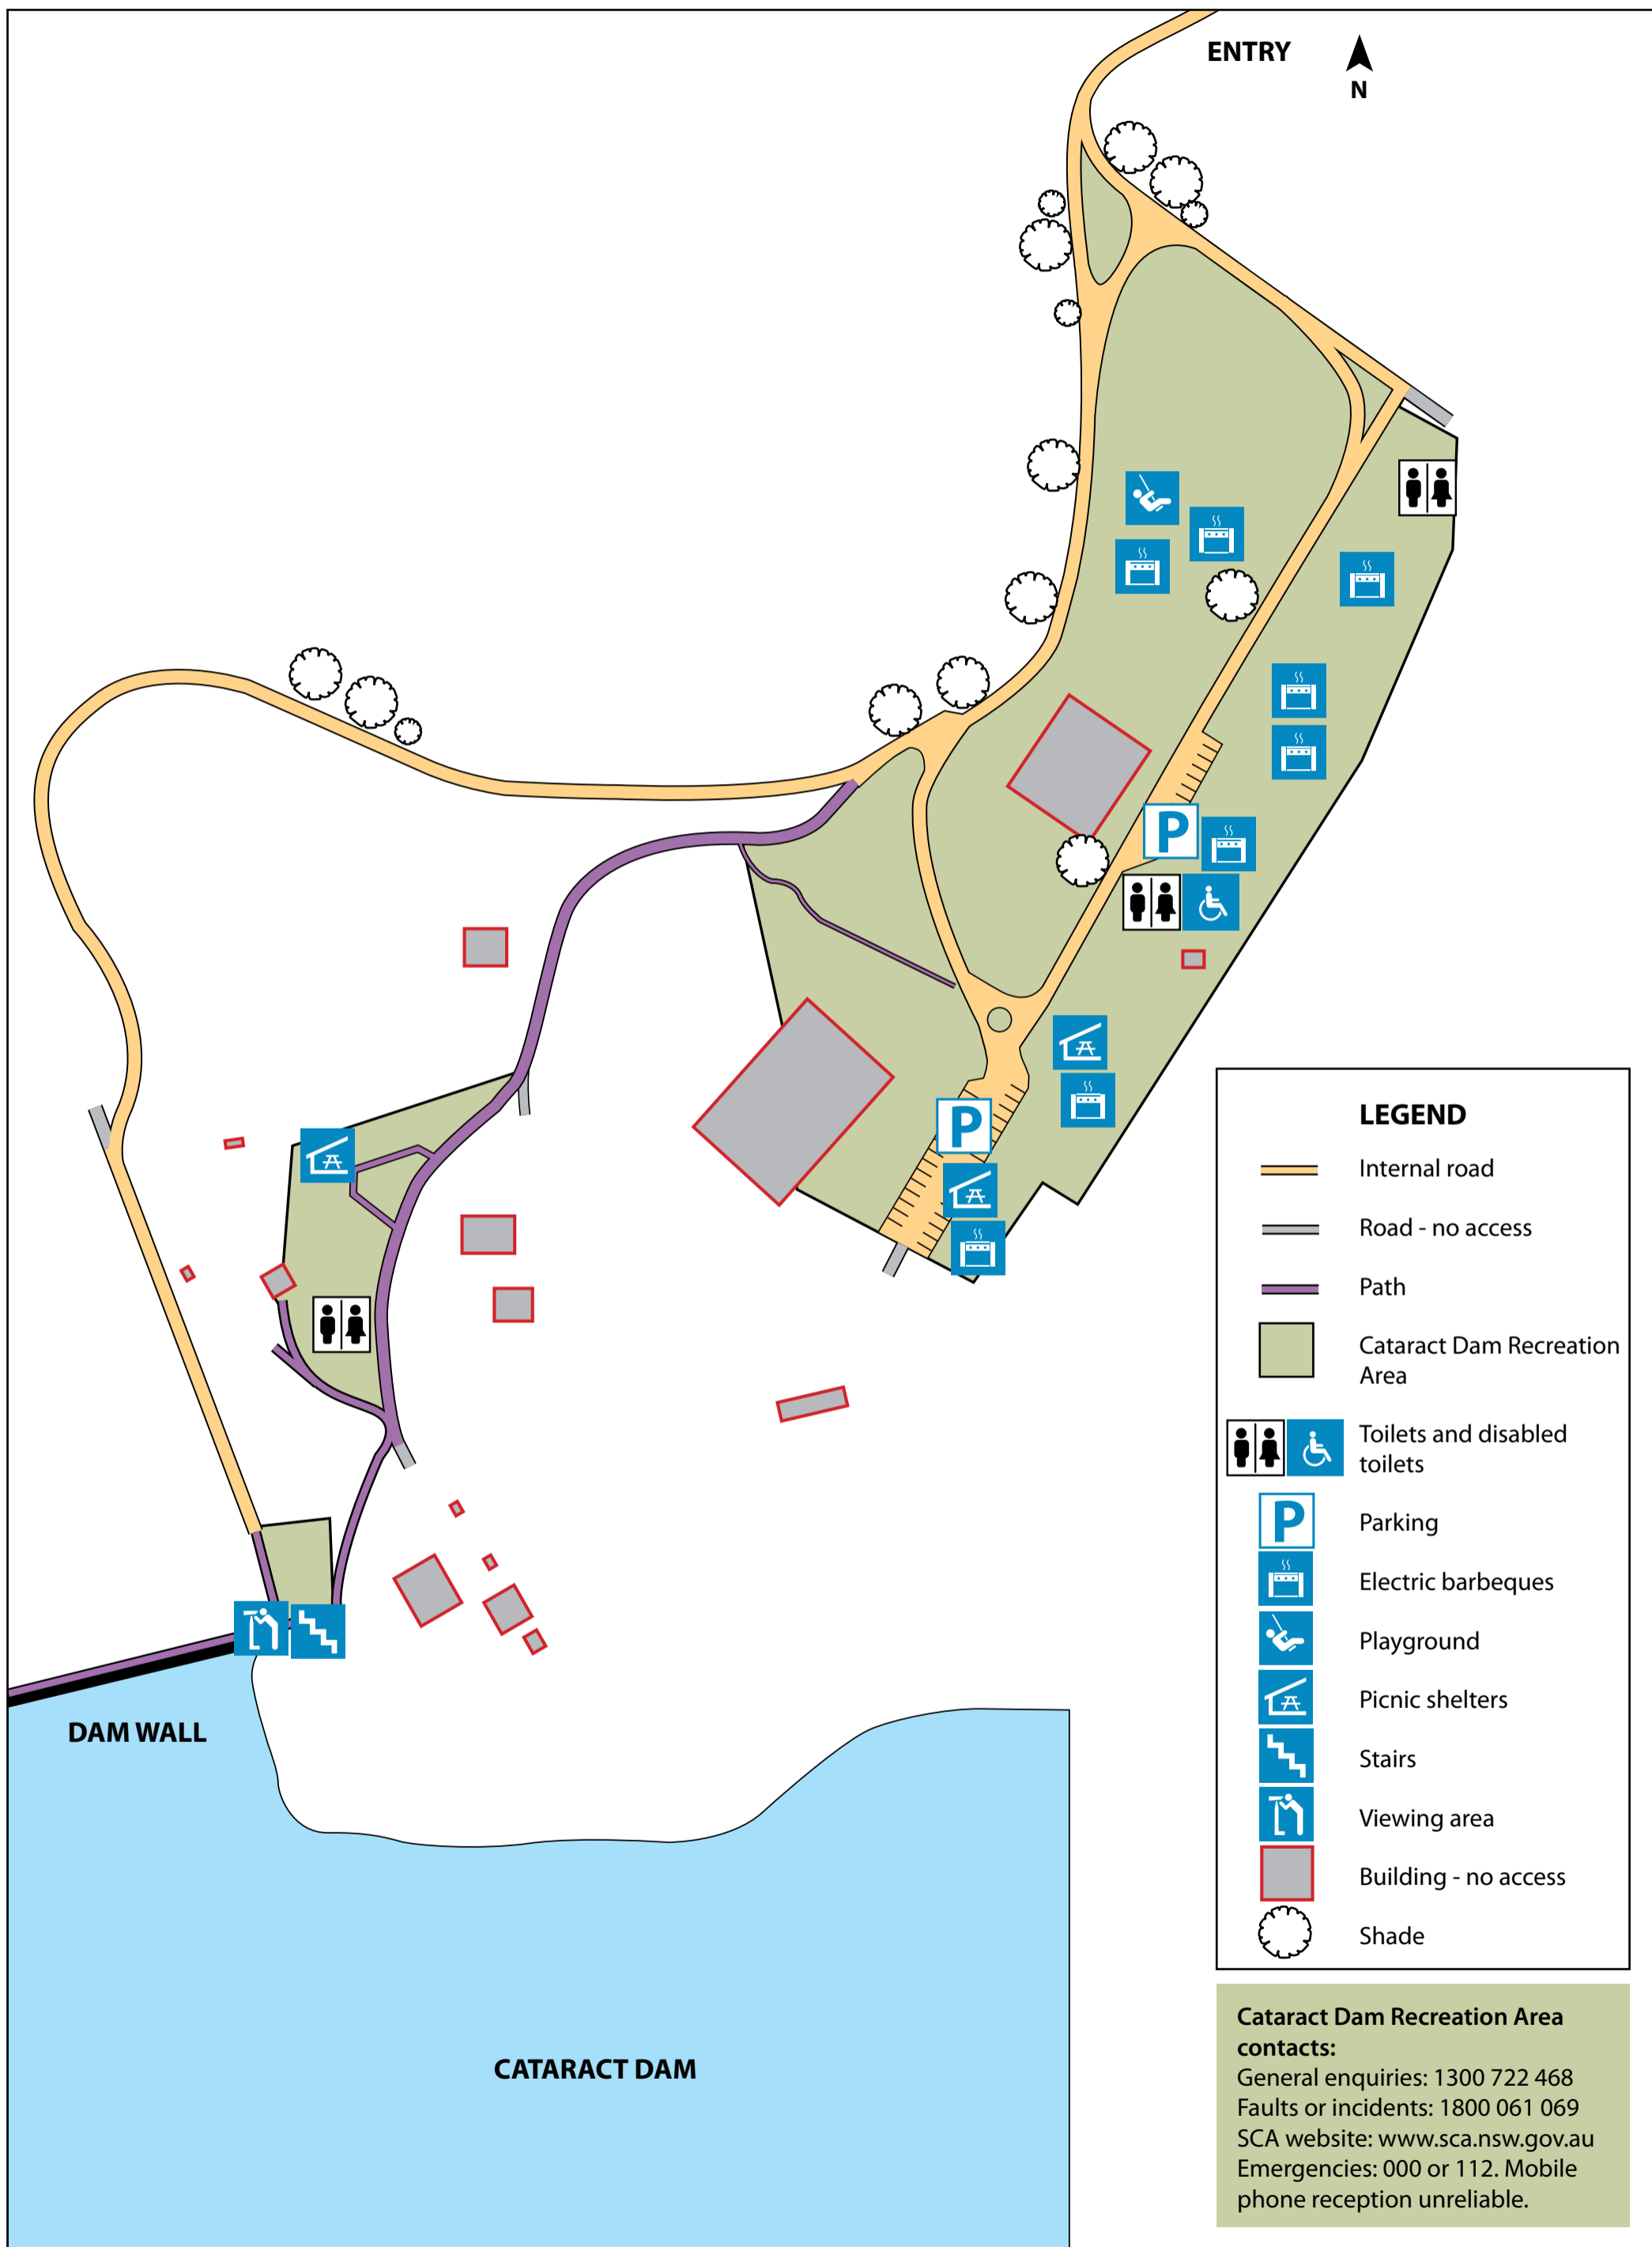 ENTRY
N
P
P
LEGEND
Internal road
Road - no access
Path
Cataract Dam Recreation
Area
Toilets and disabled
toilets
P
Parking
Electric barbeques
Playground
Picnic shelters
Stairs
Viewing area
Building - no access
Shade
DAM WALL
CATARACT DAM
Cataract Dam Recreation Area
contacts:
General enquiries: 1300 722 468
Faults or incidents: 1800 061 069
SCA website: www.sca.nsw.gov.au
Emergencies: 000 or 112. Mobile
phone reception unreliable.